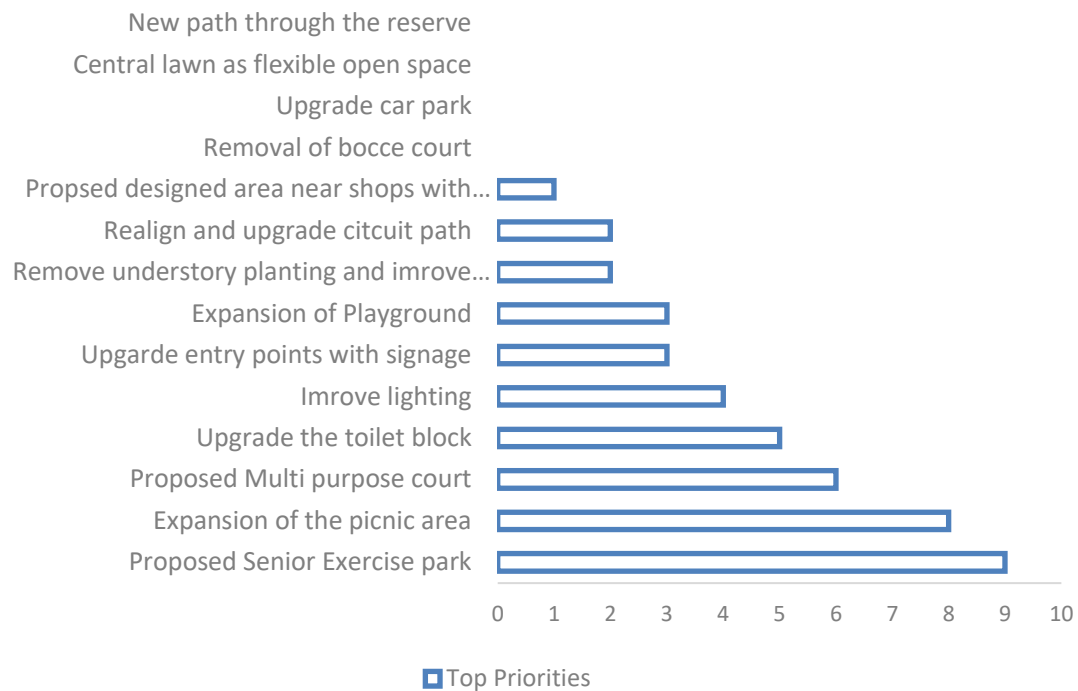 New path through the reserve
Central lawn as flexible open space
Upgrade car park
Removal of bocce court
Propsed designed area near shops with...
Realign and upgrade citcuit path
Remove understory planting and imrove...
Expansion of Playground
Upgarde entry points with signage
Imrove lighting
Upgrade the toilet block
Proposed Multi purpose court
Expansion of the picnic area
Proposed Senior Exercise park
0 1 2 3 4 5 6 7 8 9 10
Top Priorities